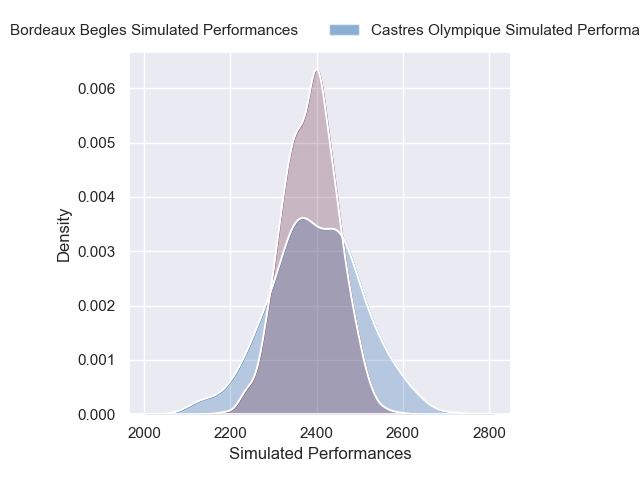 Bordeaux Begles Simulated Performances
Castres Olympique Simulated Performa
0.006
0.005
0.004
0.003
0.002
0.001
0.000
Density
2000 2200 2400 2600 2800
Simulated Performances